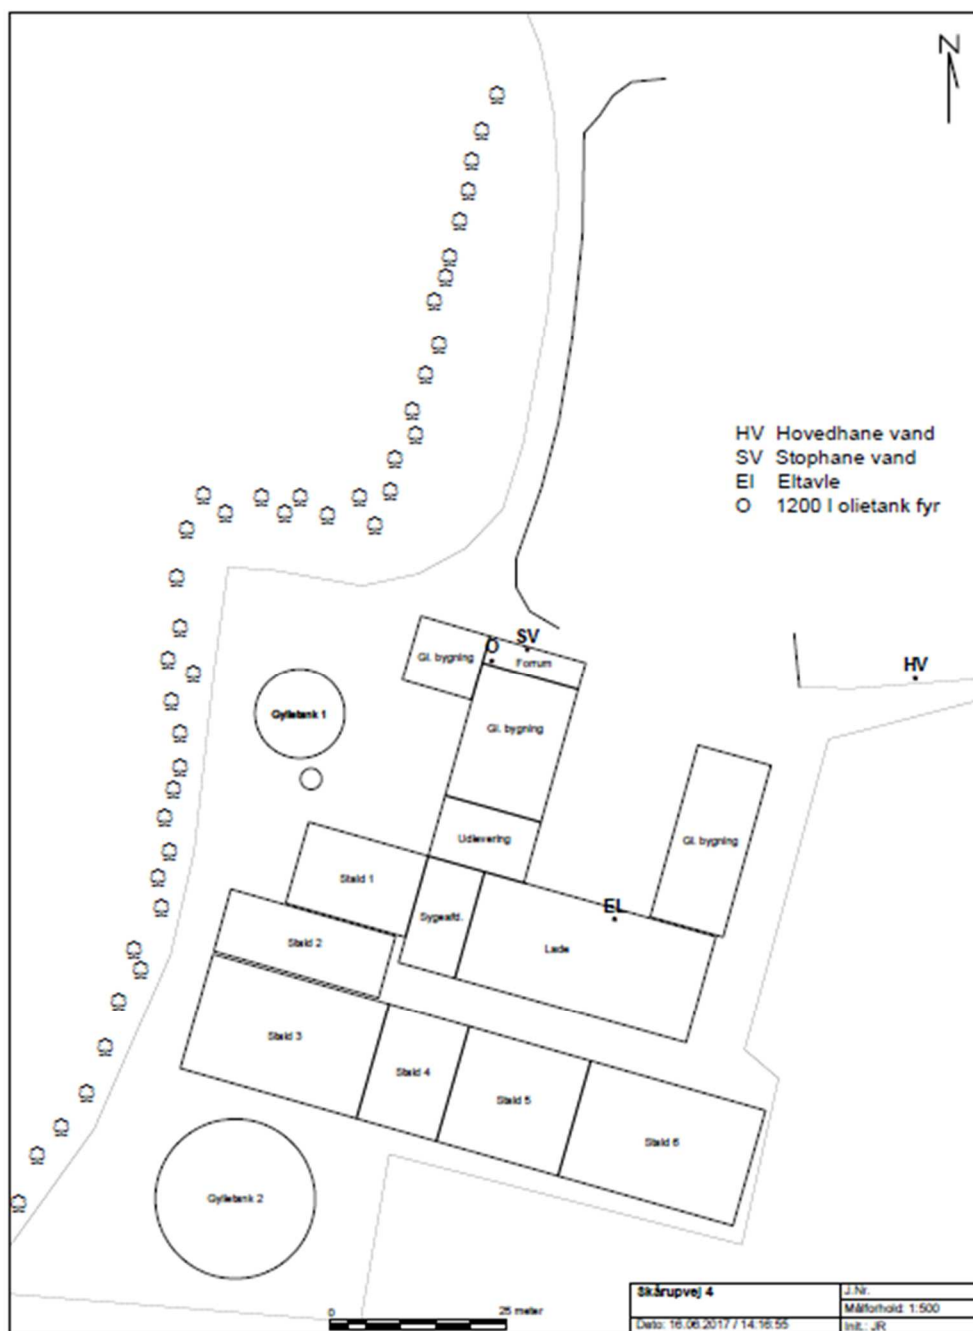 N
HV Hovedhane vand
SV Stophane vand
El Eltavle
O 1200 l olietank fyr
SV
O
Gl. bygning
Forrum
HV
Gylletank 1
Gl. bygning
Udlevering
Gl. bygning
Stald 1
Sygeafd.
EL
Stald 2
Lade
Stald 3
Stald 4
Stald 5
Stald 6
Gylletank 2
0 25 meter
Skårupvej 4
J.Nr.
Målforhold: 1:500
Dato: 16.06.2017 / 14:16:55
Init.: JR